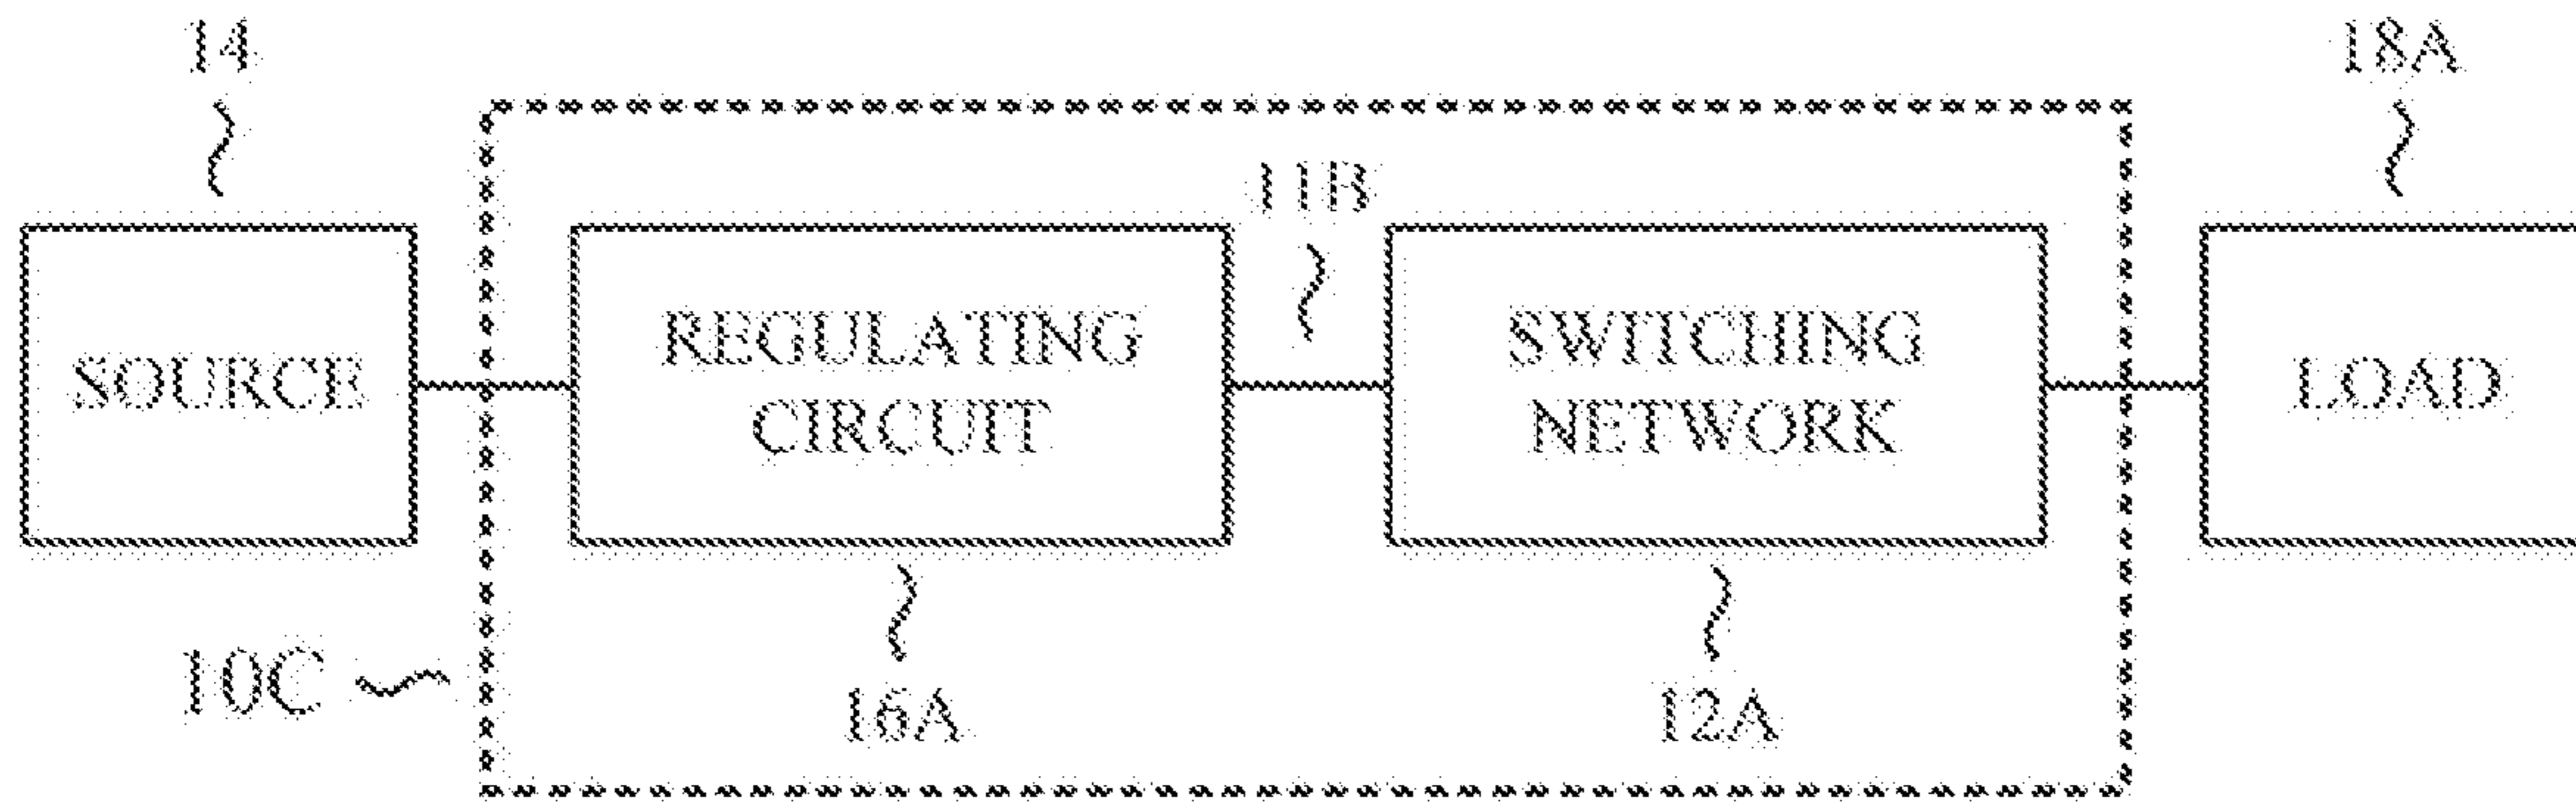 14
18A
11B
SOURCE
REGULATING
CIRCUIT
SWITCHING
NETWORK
LOAD
10C
16A
12A